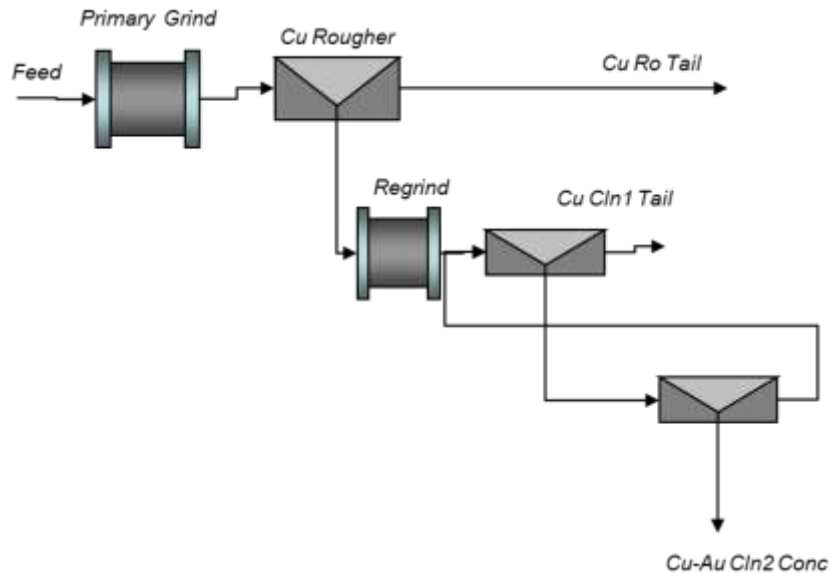 Primary Grind
Cu Rougher
Feed
Cu Ro Tail
Regrind
Cu Cln1 Tail
Cu-Au Cln2 Conc